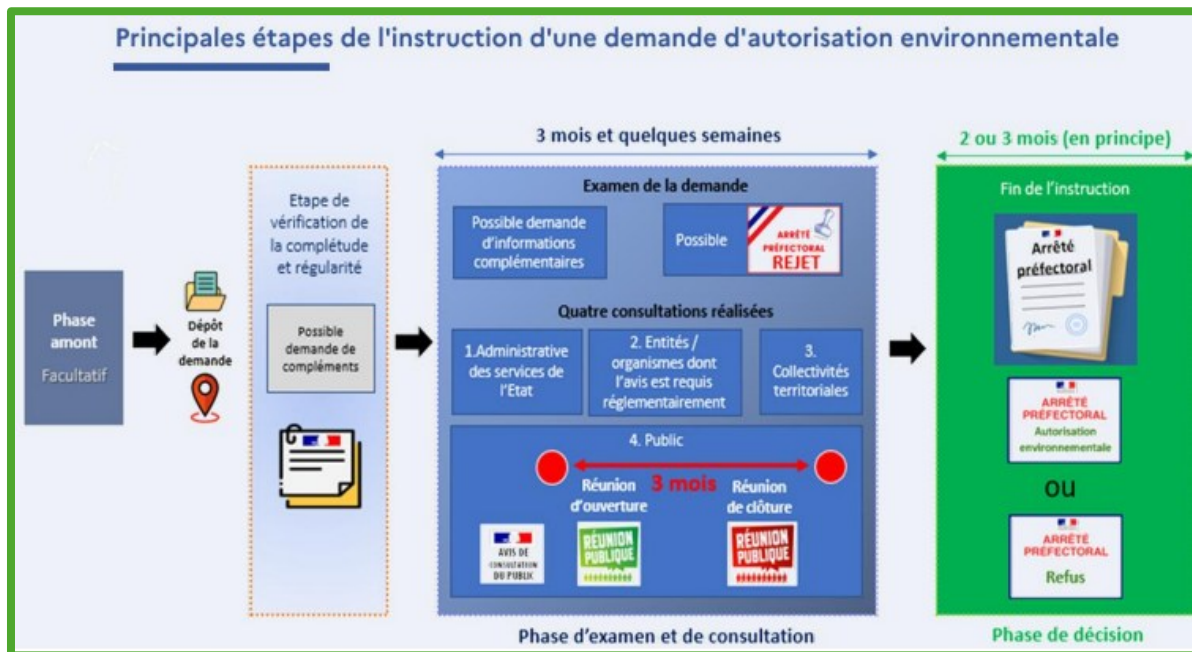 Principales étapes de l'instruction d'une demande d'autorisation environnementale
Phase
amont
Facultatif
Dépôt
de la
demande
Etape de
vérification de
la complétude
et régularité
Possible
demande de
compléments
3 mois et quelques semaines
Examen de la demande
Possible demande
d'informations
complémentaires
Possible
ARRÊTÉ
PRÉFECTORAL
REJET
Quatre consultations réalisées
1.Administrative
des services de
l'Etat
2. Entités /
organismes dont
l'avis est requis
réglementairement
3.
Collectivités
territoriales
4. Public
3 mois
Réunion
d'ouverture
Réunion
de clôture
AVIS DE
CONSULTATION
DU PUBLIC
RÉUNION
PUBLIQUE
RÉUNION
PUBLIQUE
Phase d'examen et de consultation
2 ou 3 mois (en principe)
Fin de l'instruction
Arrêté
préfectoral
ARRÊTÉ
PRÉFECTORAL
Autorisation
environnementale
ou
ARRÊTÉ
PRÉFECTORAL
Refus
Phase de décision